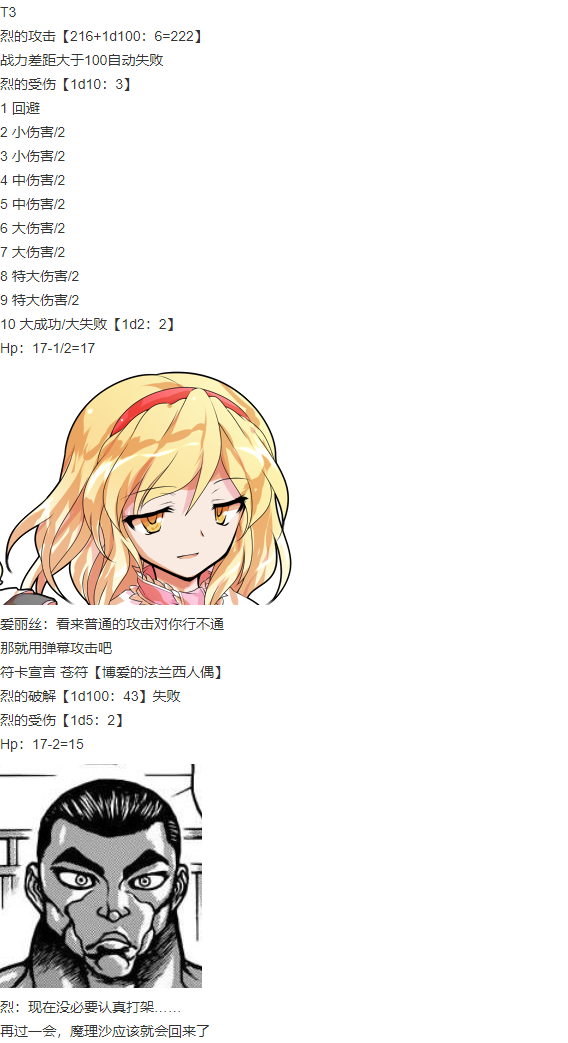 T3
烈的攻击【216+1d100：6=222】
战力差距大于100自动失败
烈的受伤【1d10：3】
1 回避
2 小伤害/2
3 小伤害/2
4 中伤害/2
5 中伤害/2
6 大伤害/2
7 大伤害/2
8 特大伤害/2
9 特大伤害/2
10 大成功/大失败【1d2：2】
Hp：17-1/2=17
爱丽丝：看来普通的攻击对你行不通
那就用弹幕攻击吧
符卡宣言 苍符【博爱的法兰西人偶】
烈的破解【1d100：43】失败
烈的受伤【1d5：2】
Hp：17-2=15
烈：现在没必要认真打架……
再过一会，魔理沙应该就会回来了